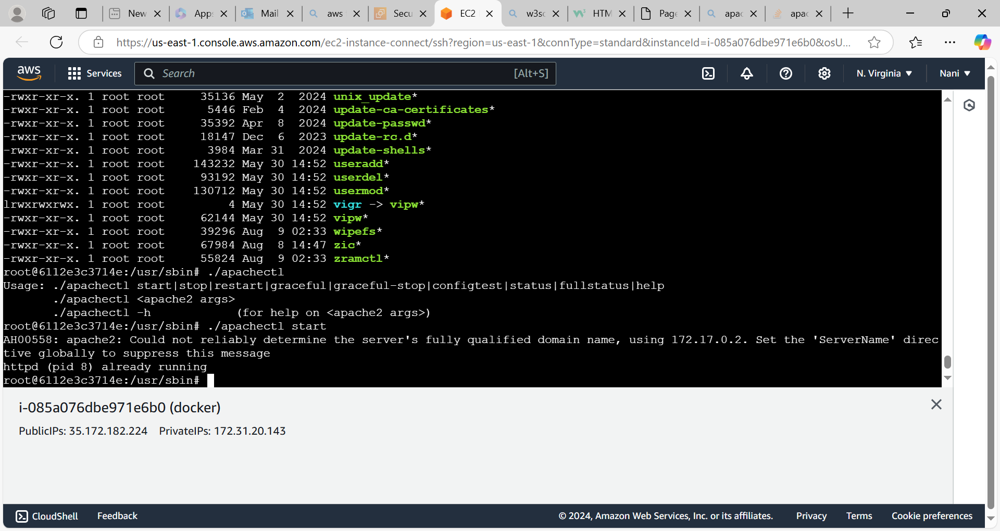 New
App
Mail
aws
Secu
EC2
w3sc
HTM
Page
apac
apac
https://us-east-1.console.aws.amazon.com/ec2-instance-connect/ssh?region=us-east-1&connType=standard&instanceId=i-085a076dbe971e6b0&osU...
aws Services Search [Alt+S] N. Virginia Nani
-rwxr-xr-x. 1 root root     35136 May  2  2024 unix_update*
-rwxr-xr-x. 1 root root      5446 Feb  4  2024 update-ca-certificates*
-rwxr-xr-x. 1 root root     35392 Apr  8  2024 update-passwd*
-rwxr-xr-x. 1 root root     18147 Dec  6  2023 update-rc.d*
-rwxr-xr-x. 1 root root      3984 Mar 31  2024 update-shells*
-rwxr-xr-x. 1 root root    143232 May 30 14:52 useradd*
-rwxr-xr-x. 1 root root     93192 May 30 14:52 userdel*
-rwxr-xr-x. 1 root root    130712 May 30 14:52 usermod*
lrwxrwxrwx. 1 root root         4 May 30 14:52 vigr -> vipw*
-rwxr-xr-x. 1 root root     62144 May 30 14:52 vipw*
-rwxr-xr-x. 1 root root     39296 Aug  9 02:33 wipefs*
-rwxr-xr-x. 1 root root     67984 Aug  8 14:47 zic*
-rwxr-xr-x. 1 root root     55824 Aug  9 02:33 zramctl*
root@6112e3c3714e:/usr/sbin# ./apachectl
Usage: ./apachectl start|stop|restart|graceful|graceful-stop|configtest|status|fullstatus|help
       ./apachectl <apache2 args>
       ./apachectl -h            (for help on <apache2 args>)
root@6112e3c3714e:/usr/sbin# ./apachectl start
AH00558: apache2: Could not reliably determine the server's fully qualified domain name, using 172.17.0.2. Set the 'ServerName' direc
tive globally to suppress this message
httpd (pid 8) already running
root@6112e3c3714e:/usr/sbin#
i-085a076dbe971e6b0 (docker)
PublicIPs: 35.172.182.224 PrivateIPs: 172.31.20.143
CloudShell Feedback © 2024, Amazon Web Services, Inc. or its affiliates. Privacy Terms Cookie preferences